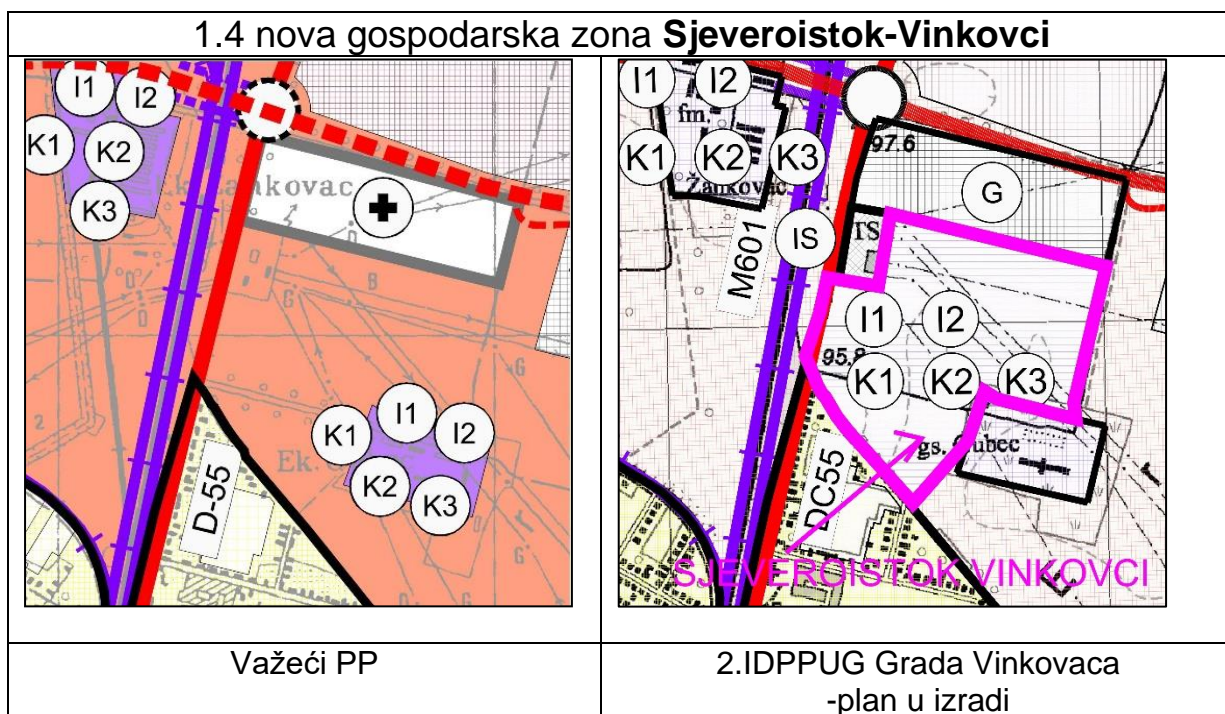 1.4 nova gospodarska zona Sjeveroistok-Vinkovci
I1 I2
K1 K2
K3
D-55
I1
K1 I2
K2 K3
I1 I2
fm.
K1 K2 K3
Žankovac
97.6
G
IS
M601
I1 I2
95.8
K1 K2 K3
DC55
SJEVEROISTOK VINKOVCI
Važeći PP
2.IDPPUG Grada Vinkovaca
-plan u izradi